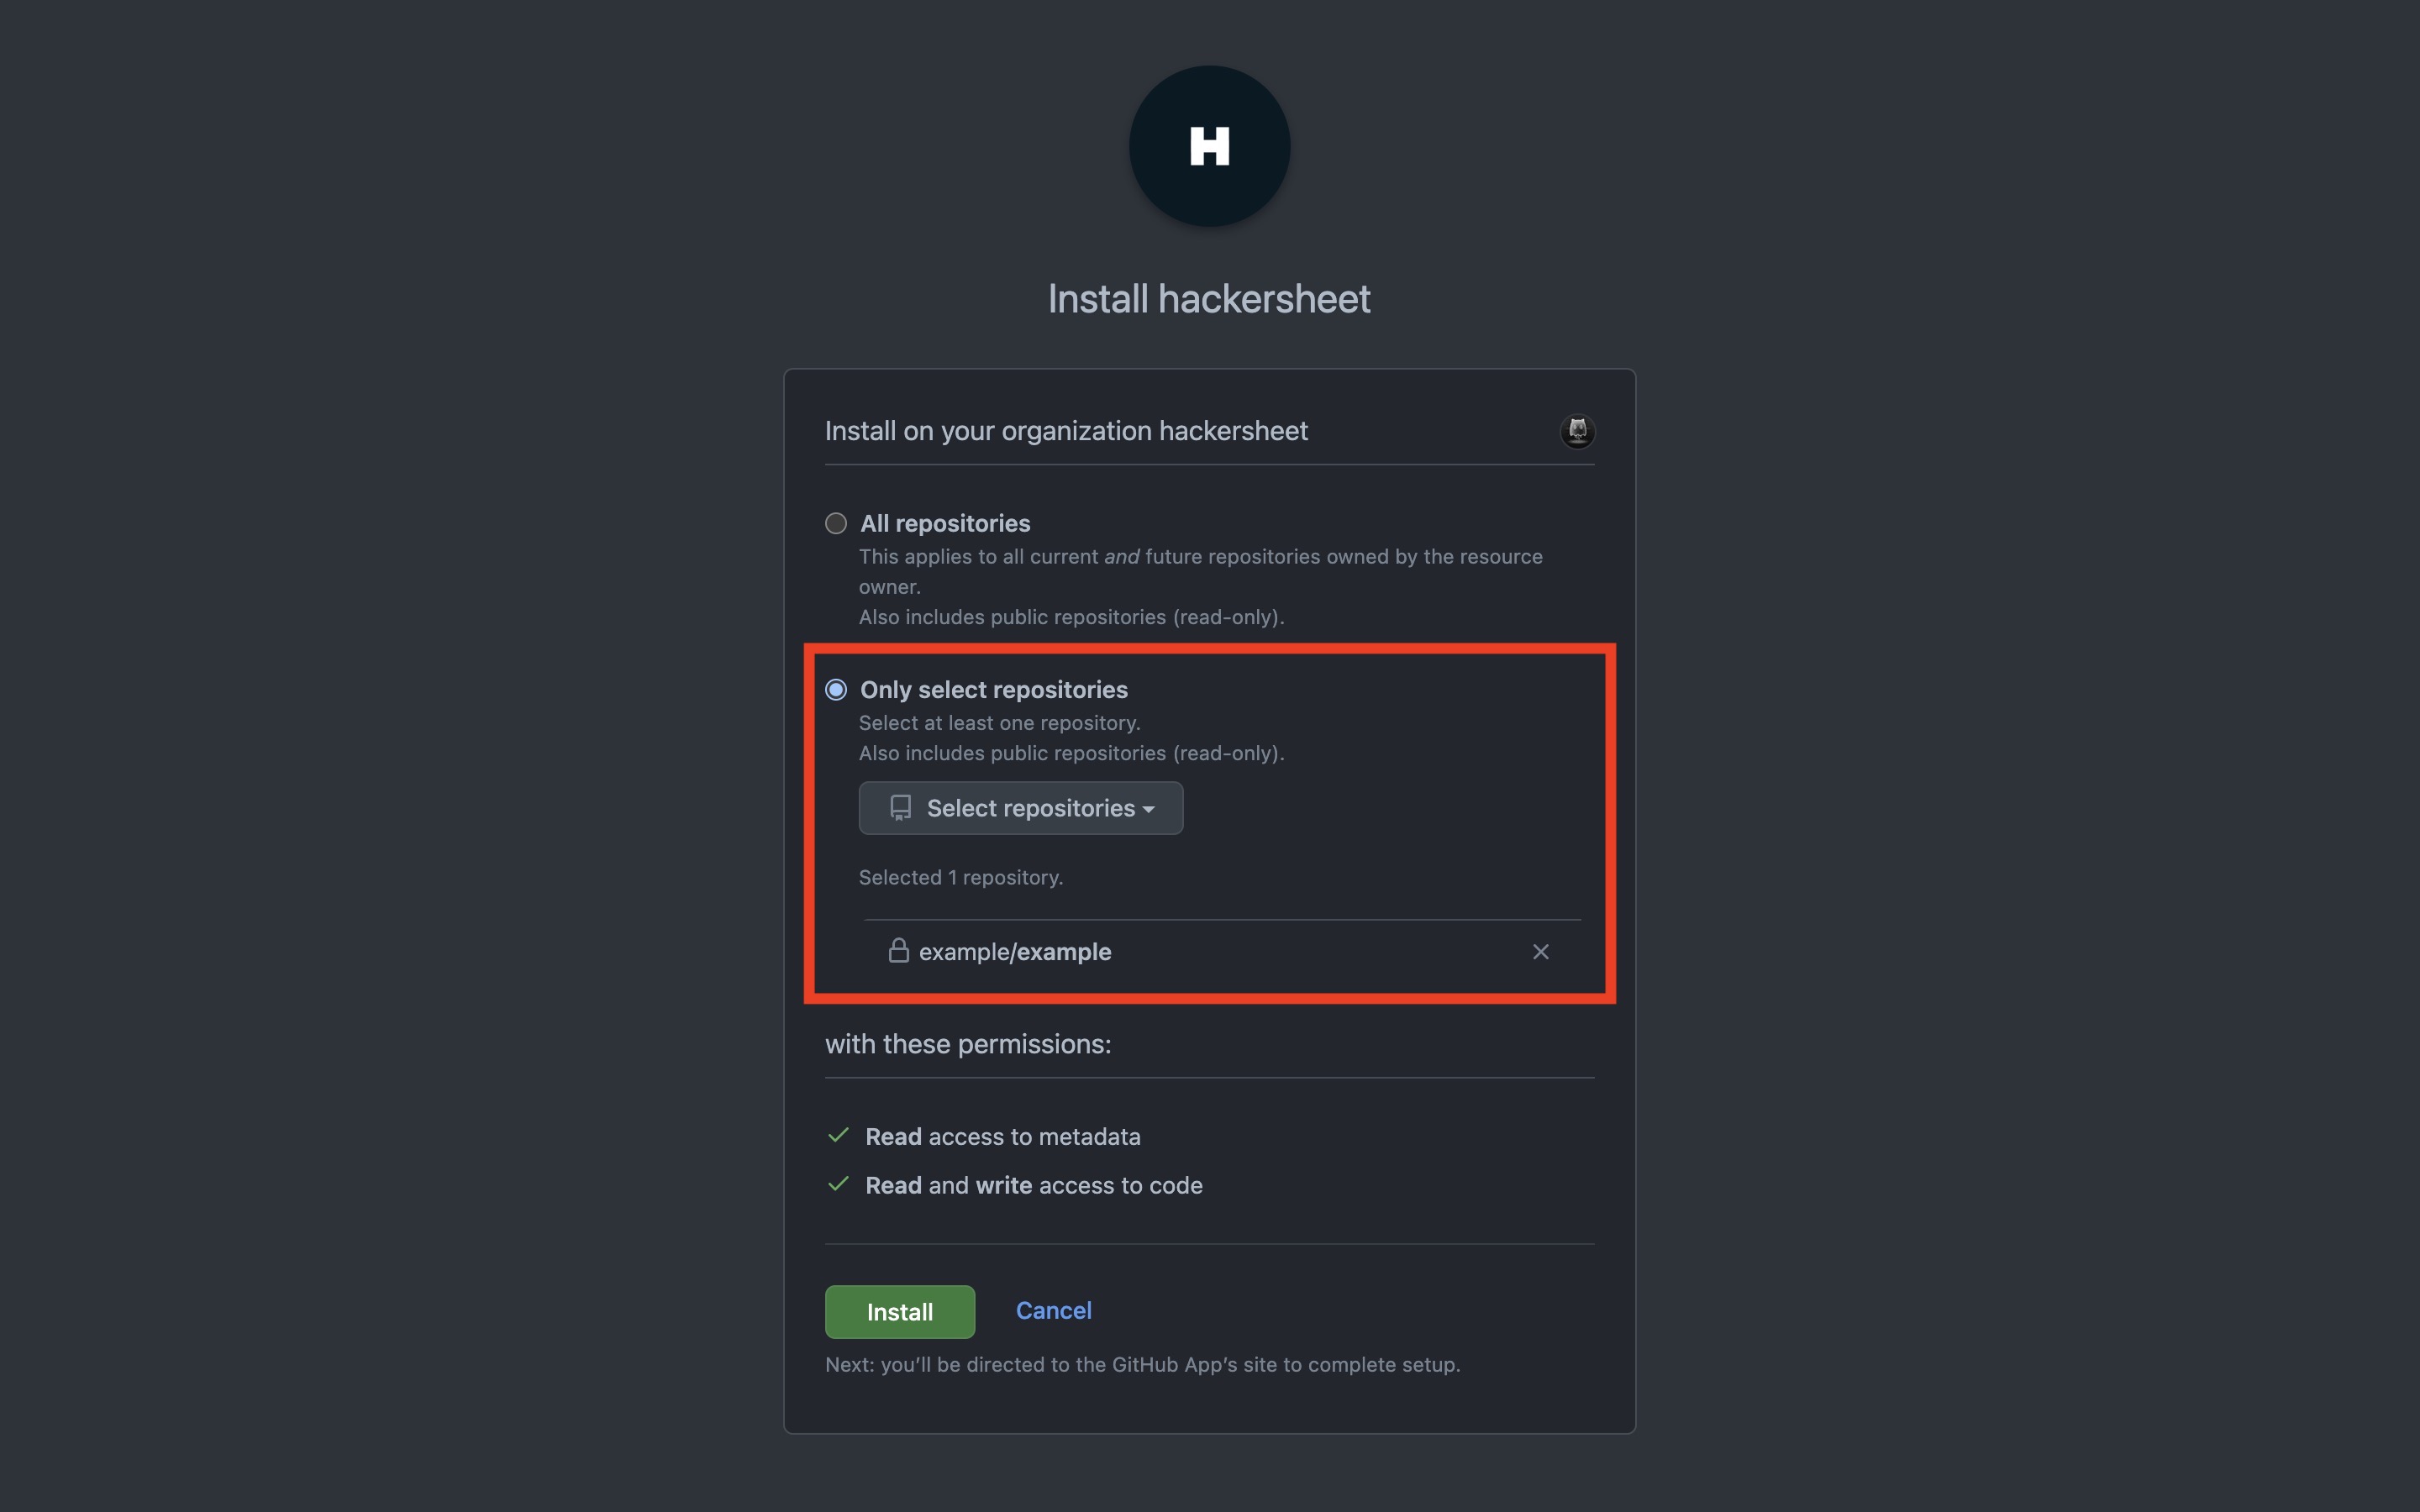 H
Install hackersheet
Install on your organization hackersheet
All repositories
This applies to all current and future repositories owned by the resource
owner.
Also includes public repositories (read-only).
Only select repositories
Select at least one repository.
Also includes public repositories (read-only).
Select repositories
Selected 1 repository.
example/example
with these permissions:
Read access to metadata
Read and write access to code
Install Cancel
Next: you’ll be directed to the GitHub App’s site to complete setup.